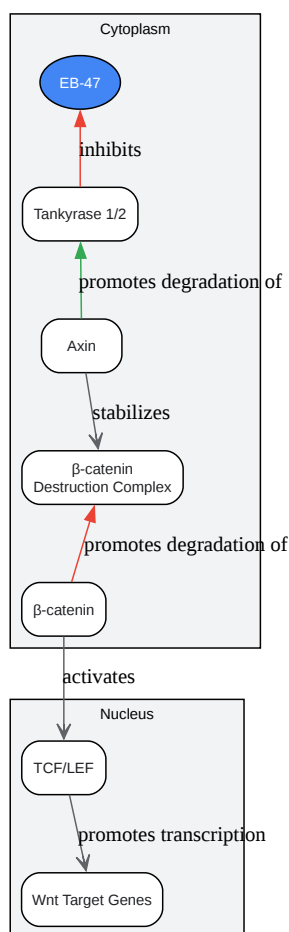 Cytoplasm
EB-47
inhibits
Tankyrase 1/2
promotes degradation of
Axin
stabilizes
β-catenin
Destruction Complex
promotes degradation of
β-catenin
activates
Nucleus
TCF/LEF
promotes transcription
Wnt Target Genes